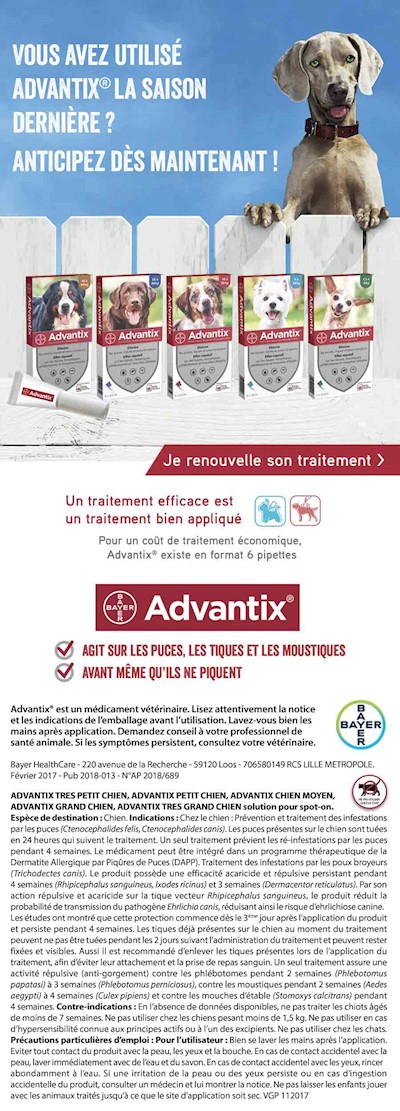 VOUS AVEZ UTILISÉ
ADVANTIX® LA SAISON
DERNIÈRE ?
ANTICIPEZ DÈS MAINTENANT !
Advantix
Advantix
Advantix
Advantix
Advantix
Advantix
Je renouvelle son traitement >
Un traitement efficace est
un traitement bien appliqué
Pour un coût de traitement économique,
Advantix® existe en format 6 pipettes
BAYER
Advantix®
AGIT SUR LES PUCES, LES TIQUES ET LES MOUSTIQUES
AVANT MÊME QU'ILS NE PIQUENT
Advantix® est un médicament vétérinaire. Lisez attentivement la notice
et les indications de l'emballage avant l'utilisation. Lavez-vous bien les
mains après application. Demandez conseil à votre professionnel de
santé animale. Si les symptômes persistent, consultez votre vétérinaire.
BAYER
Bayer HealthCare - 220 avenue de la Recherche - 59120 Loos - 706580149 RCS LILLE METROPOLE.
Février 2017 - Pub 2018-013 - N°AP 2018/689
ADVANTIX TRES PETIT CHIEN, ADVANTIX PETIT CHIEN, ADVANTIX CHIEN MOYEN,
ADVANTIX GRAND CHIEN, ADVANTIX TRES GRAND CHIEN solution pour spot-on.
Espèce de destination : Chien. Indications : Chez le chien : Prévention et traitement des infestations
par les puces (Ctenocephalides felis, Ctenocephalides canis). Les puces présentes sur le chien sont tuées
en 24 heures qui suivent le traitement. Un seul traitement prévient les ré-infestations par les puces
pendant 4 semaines. Le médicament peut être intégré dans un programme thérapeutique de la
Dermatite Allergique par Piqûres de Puces (DAPP). Traitement des infestations par les poux broyeurs
(Trichodectes canis). Le produit possède une efficacité acaricide et répulsive persistant pendant
4 semaines (Rhipicephalus sanguineus, Ixodes ricinus) et 3 semaines (Dermacentor reticulatus). Par son
action répulsive et acaricide sur la tique vecteur Rhipicephalus sanguineus, le produit réduit la
probabilité de transmission du pathogène Ehrlichia canis, réduisant ainsi le risque d'ehrlichiose canine.
Les études ont montré que cette protection commence dès le 3ème jour après l'application du produit
et persiste pendant 4 semaines. Les tiques déjà présentes sur le chien au moment du traitement
peuvent ne pas être tuées pendant les 2 jours suivant l'administration du traitement et peuvent rester
fixées et visibles. Aussi il est recommandé d'enlever les tiques présentes lors de l'application du
traitement, afin d'éviter leur attachement et la prise de repas sanguin. Un seul traitement assure une
activité répulsive (anti-gorgement) contre les phlébotomes pendant 2 semaines (Phlebotomus
papatasi) à 3 semaines (Phlebotomus perniciosus), contre les moustiques pendant 2 semaines (Aedes
aegypti) à 4 semaines (Culex pipiens) et contre les mouches d'étable (Stomoxys calcitrans) pendant
4 semaines. Contre-indications : En l'absence de données disponibles, ne pas traiter les chiots âgés
de moins de 7 semaines. Ne pas utiliser chez les chiens pesant moins de 1,5 kg. Ne pas utiliser en cas
d'hypersensibilité connue aux principes actifs ou à l'un des excipients. Ne pas utiliser chez les chats.
Précautions particulières d'emploi : Pour l'utilisateur : Bien se laver les mains après l'application.
Eviter tout contact du produit avec la peau, les yeux et la bouche. En cas de contact accidentel avec la
peau, laver immédiatement avec de l'eau et du savon. En cas de contact accidentel avec les yeux, rincer
abondamment à l'eau. Si une irritation de la peau ou des yeux persiste ou en cas d'ingestion
accidentelle du produit, consulter un médecin et lui montrer la notice. Ne pas laisser les enfants jouer
avec les animaux traités jusqu'à ce que le site d'application soit sec. VGP 112017